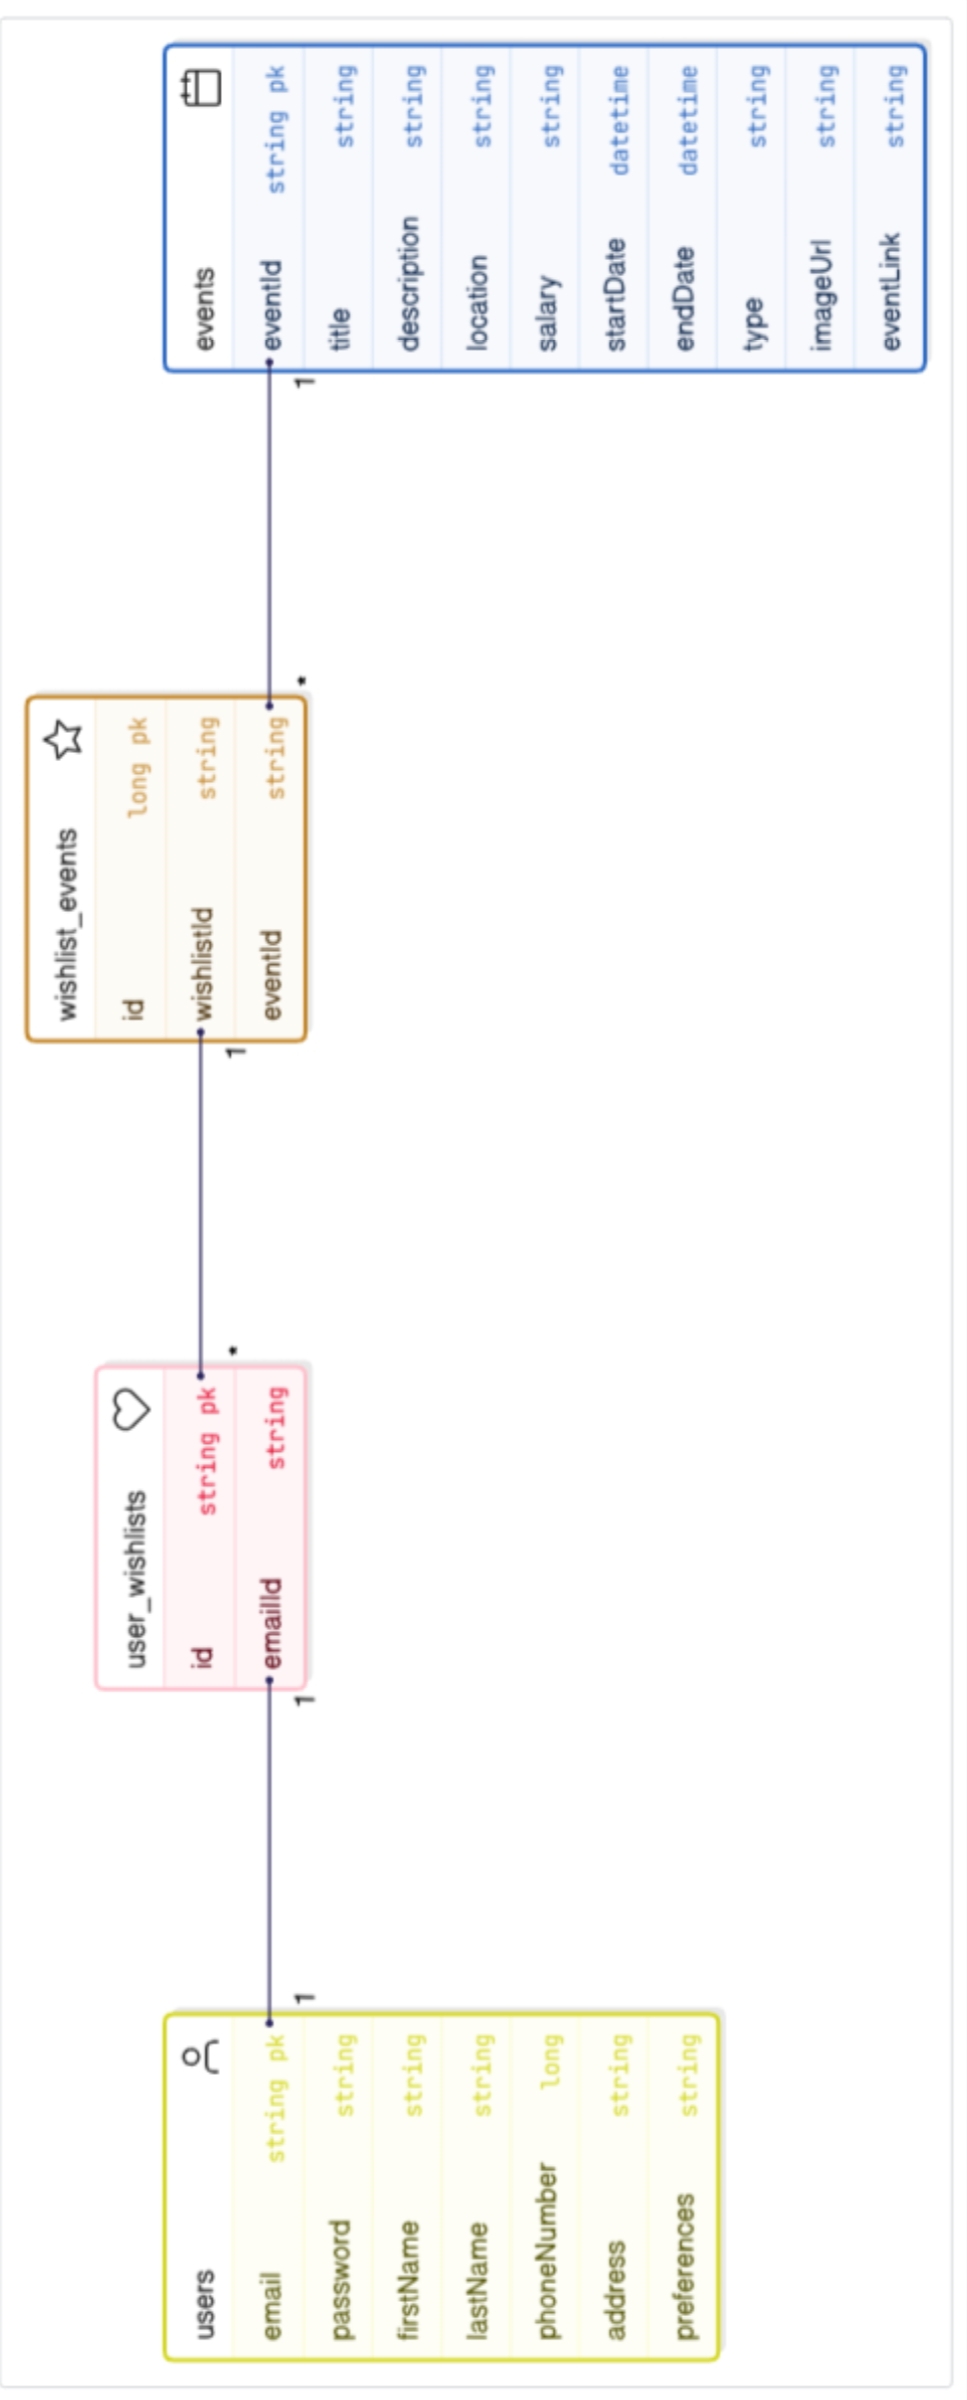 users
email string pk
password string
firstName string
lastName string
phoneNumber long
address string
preferences string
1
1
user_wishlists
id string pk
emailId string
*
1
wishlist_events
id long pk
wishlistId string
eventId string
*
1
events
eventId string pk
title string
description string
location string
salary string
startDate datetime
endDate datetime
type string
imageUrl string
eventLink string